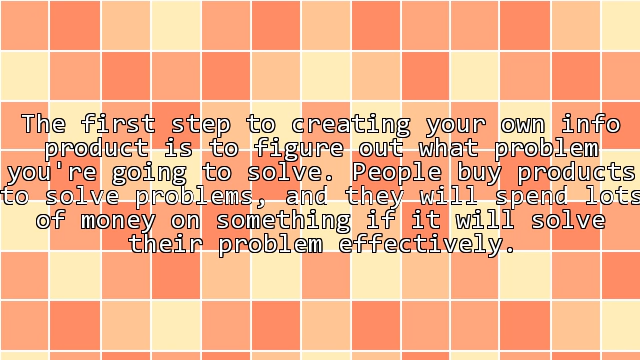 The first step to creating your own info
product is to figure out what problem
you're going to solve. People buy products
to solve problems, and they will spend lots
of money on something if it will solve
their problem effectively.